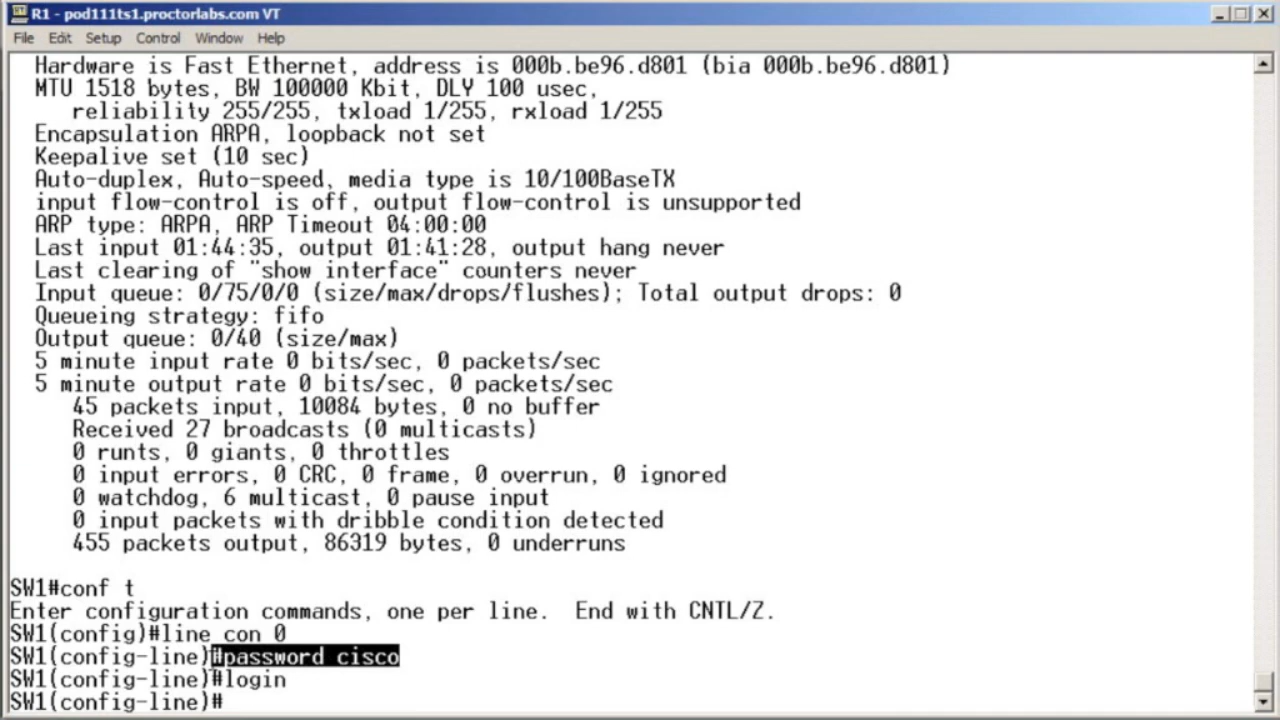 R1 - pod111ts1.proctorlabs.com VT
File Edit Setup Control Window Help
Hardware is Fast Ethernet, address is 000b.be96.d801 (bia 000b.be96.d801)
MTU 1518 bytes, BW 100000 Kbit, DLY 100 usec,
reliability 255/255, txload 1/255, rxload 1/255
Encapsulation ARPA, loopback not set
Keepalive set (10 sec)
Auto-duplex, Auto-speed, media type is 10/100BaseTX
input flow-control is off, output flow-control is unsupported
ARP type: ARPA, ARP Timeout 04:00:00
Last input 01:44:35, output 01:41:28, output hang never
Last clearing of "show interface" counters never
Input queue: 0/75/0/0 (size/max/drops/flushes); Total output drops: 0
Queueing strategy: fifo
Output queue: 0/40 (size/max)
5 minute input rate 0 bits/sec, 0 packets/sec
5 minute output rate 0 bits/sec, 0 packets/sec
45 packets input, 10084 bytes, 0 no buffer
Received 27 broadcasts (0 multicasts)
0 runts, 0 giants, 0 throttles
0 input errors, 0 CRC, 0 frame, 0 overrun, 0 ignored
0 watchdog, 6 multicast, 0 pause input
0 input packets with dribble condition detected
455 packets output, 86319 bytes, 0 underruns
SW1#conf t
Enter configuration commands, one per line. End with CNTL/Z.
SW1(config)#line con 0
SW1(config-line)#password cisco
SW1(config-line)#login
SW1(config-line)#